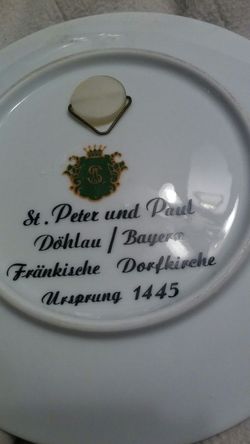 St. Peter und Paul
Döhlau / Bayern
Fränkische Dorfkirche
Ursprung 1445